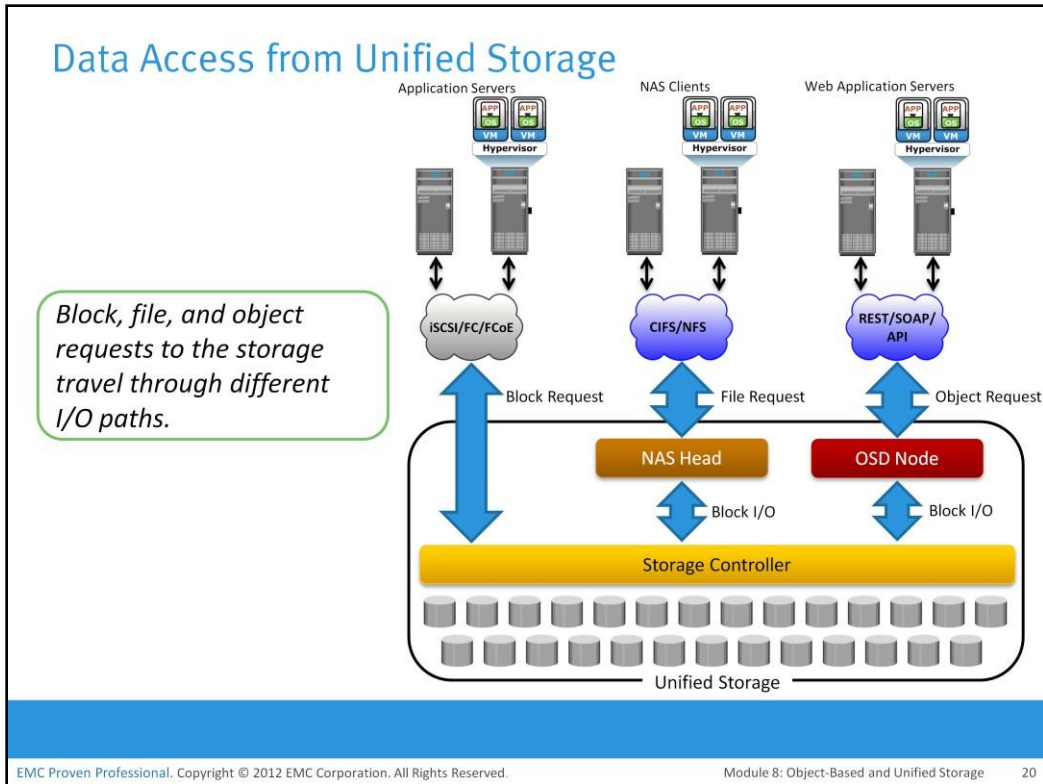 Data Access from Unified Storage
Application Servers
NAS Clients
Web Application Servers
APP APP
OS OS
VM VM
Hypervisor
APP APP
OS OS
VM VM
Hypervisor
APP APP
OS OS
VM VM
Hypervisor
Block, file, and object
requests to the storage
travel through different
I/O paths.
iSCSI/FC/FCoE
CIFS/NFS
REST/SOAP/
API
Block Request
File Request
Object Request
NAS Head
OSD Node
Block I/O
Block I/O
Storage Controller
Unified Storage
EMC Proven Professional. Copyright © 2012 EMC Corporation. All Rights Reserved.
Module 8: Object-Based and Unified Storage 20